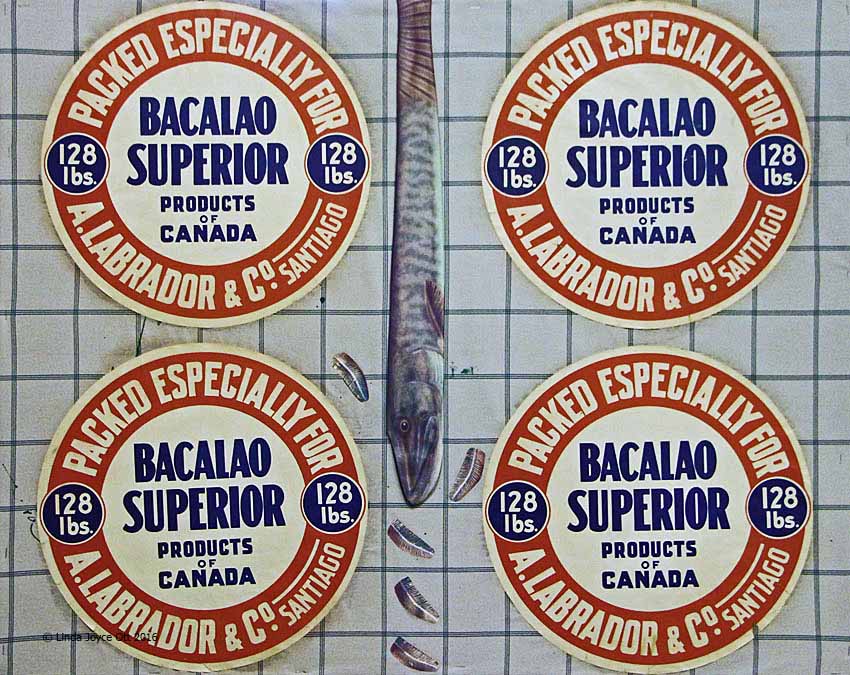 PACKED ESPECIALLY FOR
BACALAO
SUPERIOR
128
lbs.
128
lbs.
PRODUCTS
OF
CANADA
A. LABRADOR & Cº SANTIAGO
PACKED ESPECIALLY FOR
BACALAO
SUPERIOR
128
lbs.
128
lbs.
PRODUCTS
OF
CANADA
A. LABRADOR & Cº SANTIAGO
PACKED ESPECIALLY FOR
BACALAO
SUPERIOR
128
lbs.
128
lbs.
PRODUCTS
OF
CANADA
A. LABRADOR & Cº SANTIAGO
PACKED ESPECIALLY FOR
BACALAO
SUPERIOR
128
lbs.
128
lbs.
PRODUCTS
OF
CANADA
A. LABRADOR & Cº SANTIAGO
© Linda Joyce Ott 2016